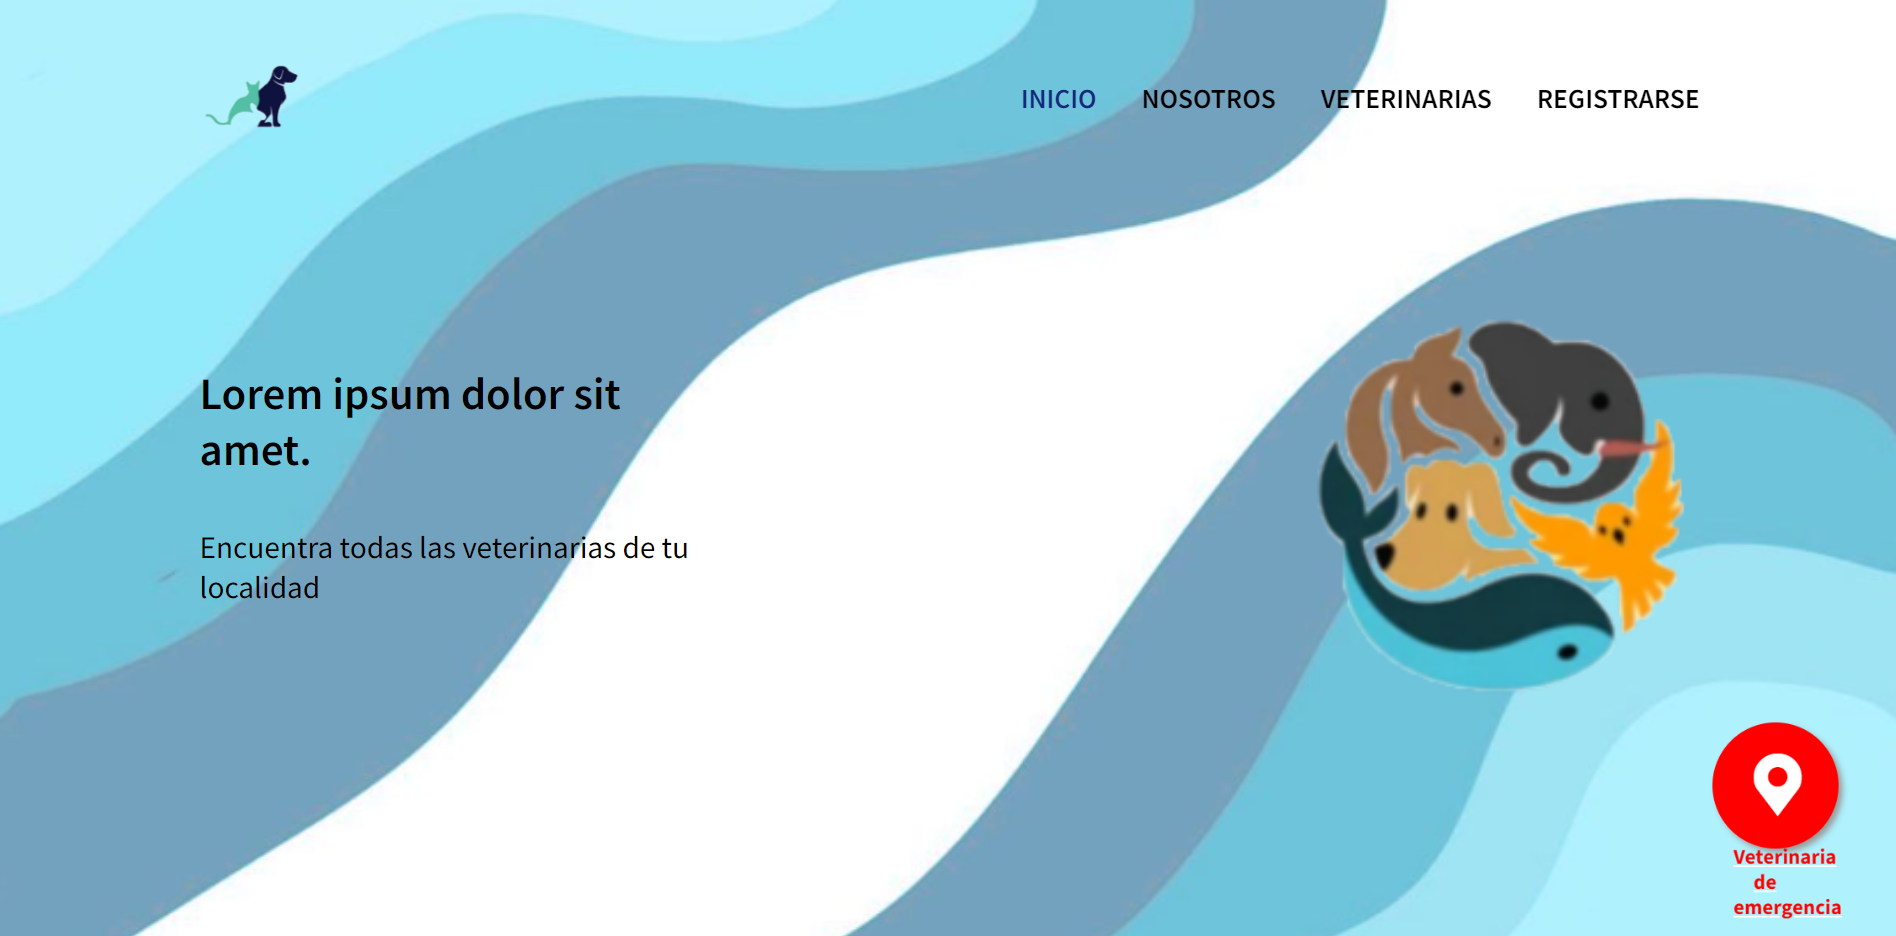 INICIO NOSOTROS VETERINARIAS REGISTRARSE
Lorem ipsum dolor sit
amet.
Encuentra todas las veterinarias de tu
localidad
Veterinaria
de
emergencia